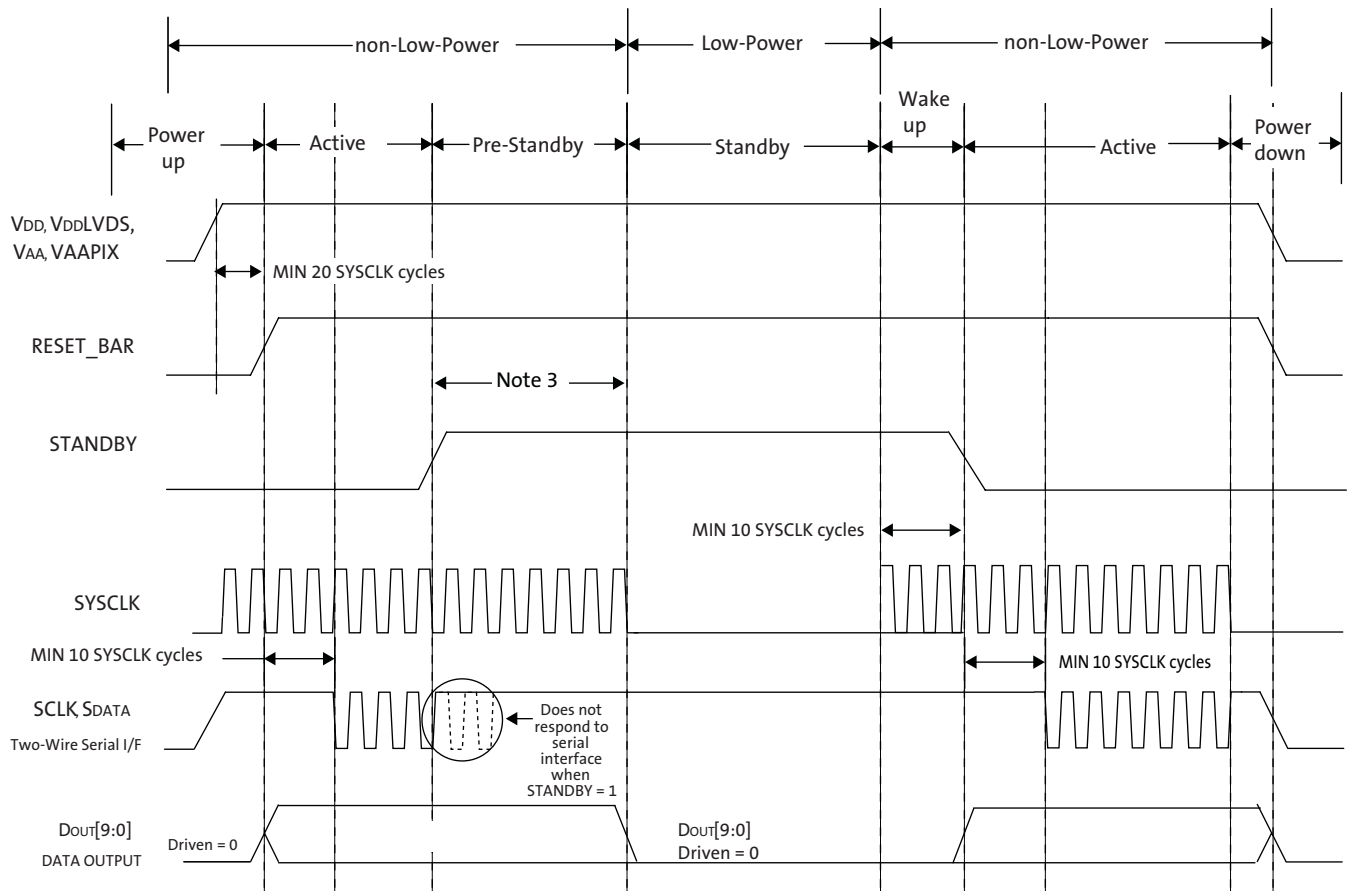 non-Low-Power
Low-Power
non-Low-Power
Power
up
Active
Pre-Standby
Standby
Wake
up
Active
Power
down
VDD, VDDLVDS,
VAA, VAAPIX
MIN 20 SYSCLK cycles
RESET_BAR
Note 3
STANDBY
MIN 10 SYSCLK cycles
SYSCLK
MIN 10 SYSCLK cycles
MIN 10 SYSCLK cycles
SCLK, SDATA
Two-Wire Serial I/F
Does not
respond to
serial
interface
when
STANDBY = 1
DOUT[9:0]
DATA OUTPUT
Driven = 0
DOUT[9:0]
Driven = 0